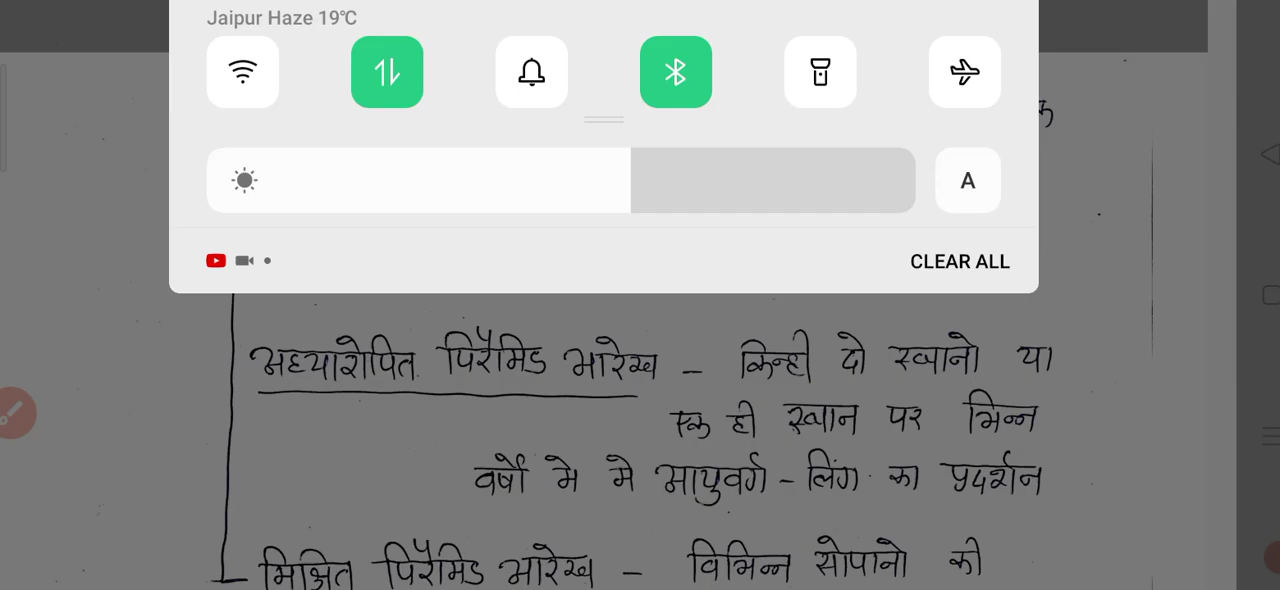 Jaipur Haze 19°C
A
CLEAR ALL
क
अध्यारोपित पिरैमिड आरेख - किन्ही दो स्थानो या
एक ही स्थान पर भिन्न
वर्षो मे मे आयुवर्ग - लिंग का प्रदर्शन
मिश्रित पिरैमिड आरेख - विभिन्न सोपानो की